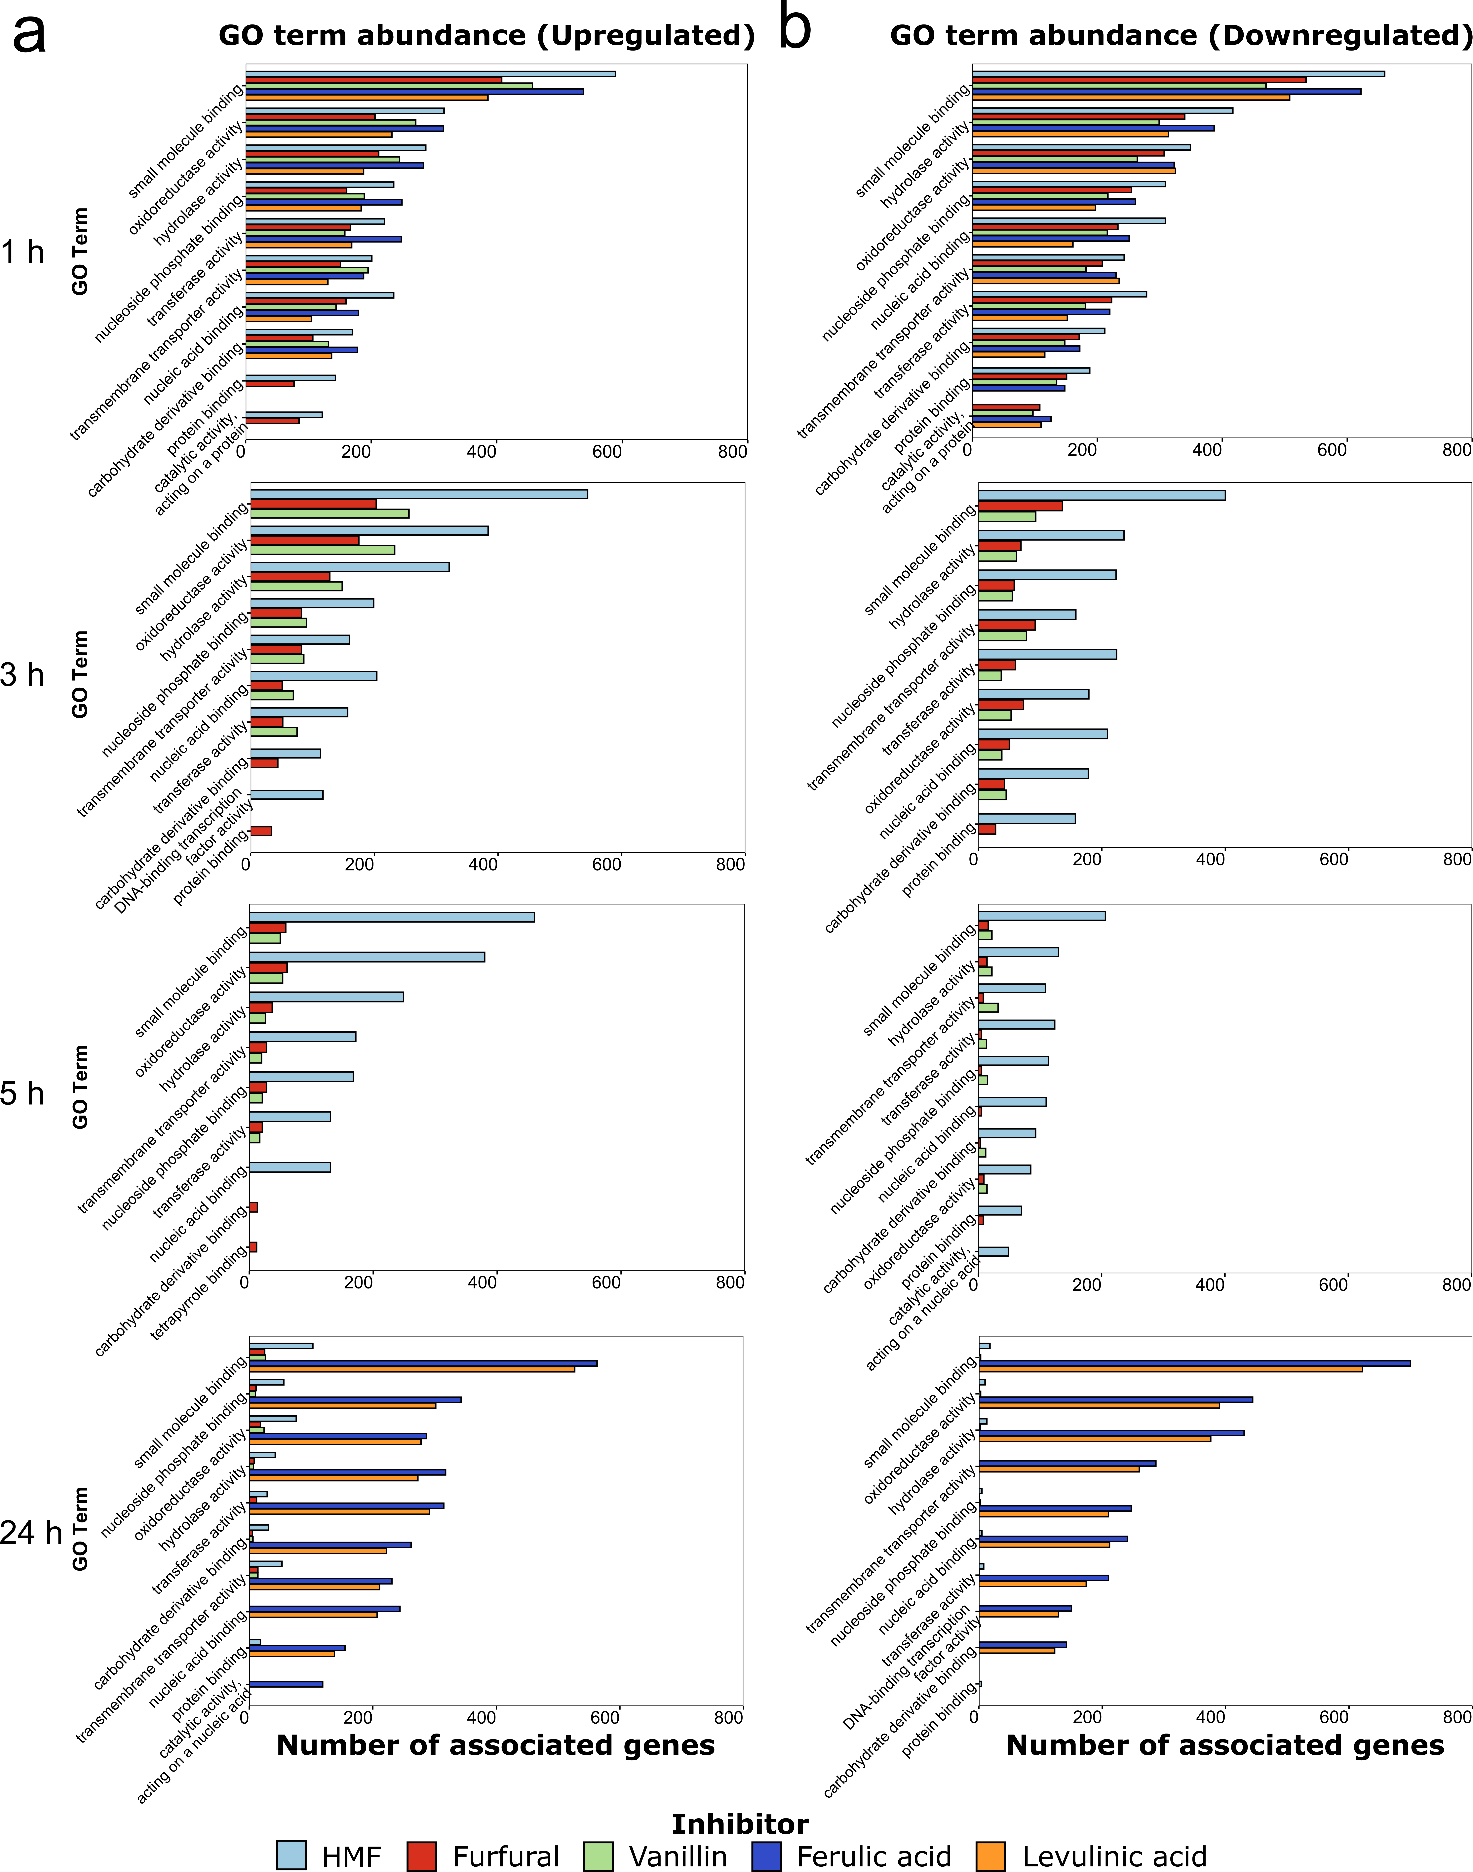 a
GO term abundance (Upregulated)
b
GO term abundance (Downregulated)
1 h
GO Term
small molecule binding
oxidoreductase activity
hydrolase activity
nucleoside phosphate binding
transferase activity
transmembrane transporter activity
nucleic acid binding
carbohydrate derivative binding
protein binding
catalytic activity,
acting on a protein
0 200 400 600 800
small molecule binding
hydrolase activity
oxidoreductase activity
nucleoside phosphate binding
nucleic acid binding
transmembrane transporter activity
transferase activity
carbohydrate derivative binding
protein binding
catalytic activity,
acting on a protein
0 200 400 600 800
3 h
GO Term
small molecule binding
oxidoreductase activity
hydrolase activity
nucleoside phosphate binding
transmembrane transporter activity
nucleic acid binding
transferase activity
carbohydrate derivative binding
DNA-binding transcription
factor activity
protein binding
0 200 400 600 800
small molecule binding
hydrolase activity
nucleoside phosphate binding
transmembrane transporter activity
transferase activity
oxidoreductase activity
nucleic acid binding
carbohydrate derivative binding
protein binding
0 200 400 600 800
5 h
GO Term
small molecule binding
oxidoreductase activity
hydrolase activity
transmembrane transporter activity
nucleoside phosphate binding
transferase activity
nucleic acid binding
carbohydrate derivative binding
tetrapyrrole binding
0 200 400 600 800
small molecule binding
hydrolase activity
transmembrane transporter activity
transferase activity
nucleoside phosphate binding
nucleic acid binding
carbohydrate derivative binding
oxidoreductase activity
protein binding
catalytic activity,
acting on a nucleic acid
0 200 400 600 800
24 h
GO Term
small molecule binding
nucleoside phosphate binding
oxidoreductase activity
hydrolase activity
transferase activity
carbohydrate derivative binding
transmembrane transporter activity
nucleic acid binding
protein binding
catalytic activity,
acting on a nucleic acid
0 200 400 600 800
Number of associated genes
small molecule binding
oxidoreductase activity
hydrolase activity
transmembrane transporter activity
nucleoside phosphate binding
nucleic acid binding
transferase activity
DNA-binding transcription
factor activity
carbohydrate derivative binding
protein binding
0 200 400 600 800
Number of associated genes
Inhibitor
HMF Furfural Vanillin Ferulic acid Levulinic acid